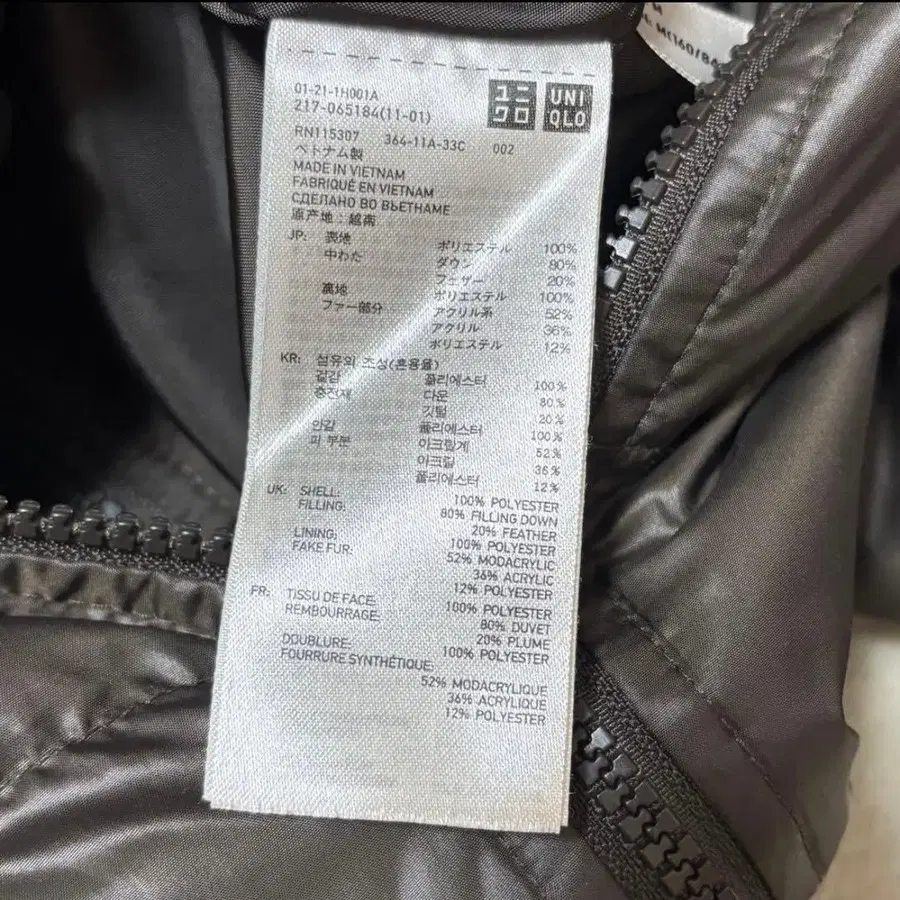 M
M(160/84
01-21-1H001A
217-065184(11-01)
ユニクロ
UNIQLO
RN115307 364-11A-33C 002
ベトナム製
MADE IN VIETNAM
FABRIQUÉ EN VIETNAM
СДЕЛАНО ВО ВЬЕТНАМЕ
原产地：越南
JP: 表地 ポリエステル 100%
中わた ダウン 80%
フェザー 20%
裏地 ポリエステル 100%
ファー部分 アクリル系 52%
アクリル 36%
ポリエステル 12%
KR: 섬유의 조성(혼용율)
겉감 폴리에스터 100%
충전재 다운 80%
깃털 20%
안감 폴리에스터 100%
퍼 부분 아크릴계 52%
아크릴 36%
폴리에스터 12%
UK: SHELL: 100% POLYESTER
FILLING: 80% FILLING DOWN
20% FEATHER
LINING: 100% POLYESTER
FAKE FUR: 52% MODACRYLIC
36% ACRYLIC
12% POLYESTER
FR: TISSU DE FACE: 100% POLYESTER
REMBOURRAGE: 80% DUVET
20% PLUME
DOUBLURE: 100% POLYESTER
FOURRURE SYNTHÉTIQUE:
52% MODACRYLIQUE
36% ACRYLIQUE
12% POLYESTER